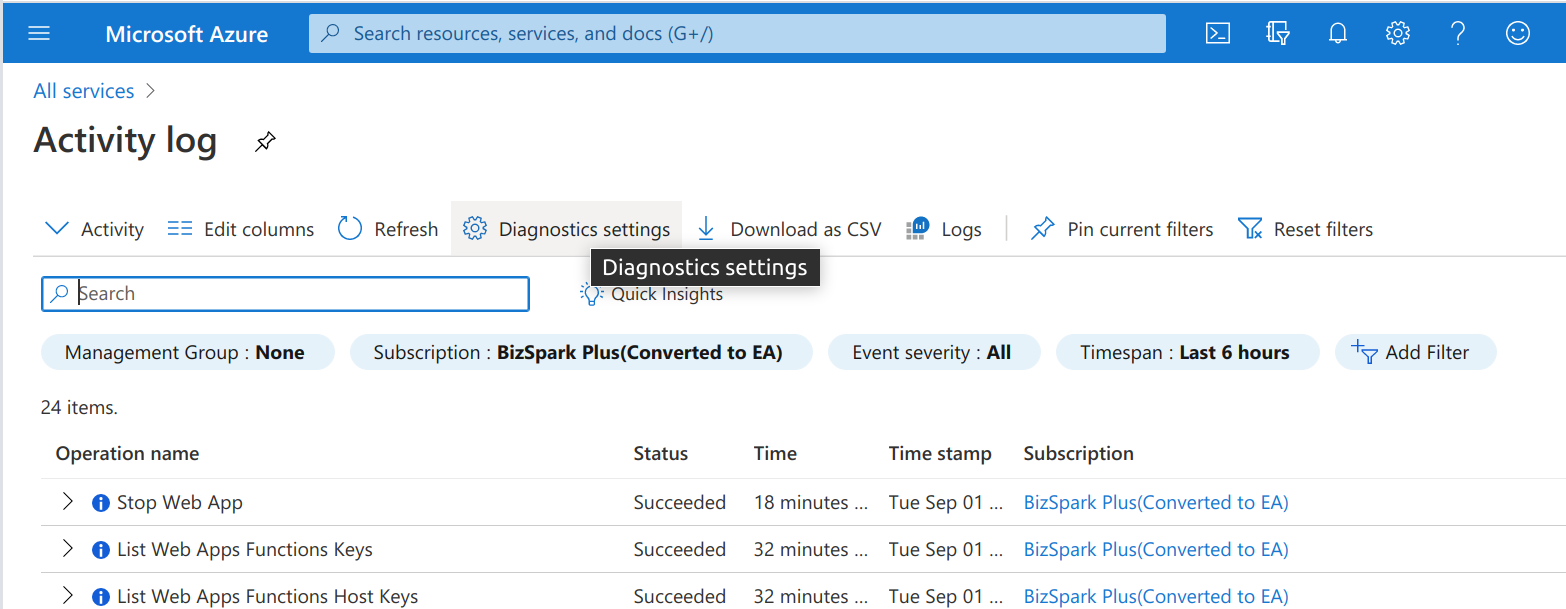 Microsoft Azure Search resources, services, and docs (G+/)
All services
Activity log
Activity Edit columns Refresh Diagnostics settings Download as CSV Logs Pin current filters Reset filters
Diagnostics settings
Search Quick Insights
Management Group : None Subscription : BizSpark Plus(Converted to EA) Event severity : All Timespan : Last 6 hours Add Filter
24 items.
Operation name Status Time Time stamp Subscription
Stop Web App Succeeded 18 minutes ... Tue Sep 01 ... BizSpark Plus(Converted to EA)
List Web Apps Functions Keys Succeeded 32 minutes ... Tue Sep 01 ... BizSpark Plus(Converted to EA)
List Web Apps Functions Host Keys Succeeded 32 minutes ... Tue Sep 01 ... BizSpark Plus(Converted to EA)